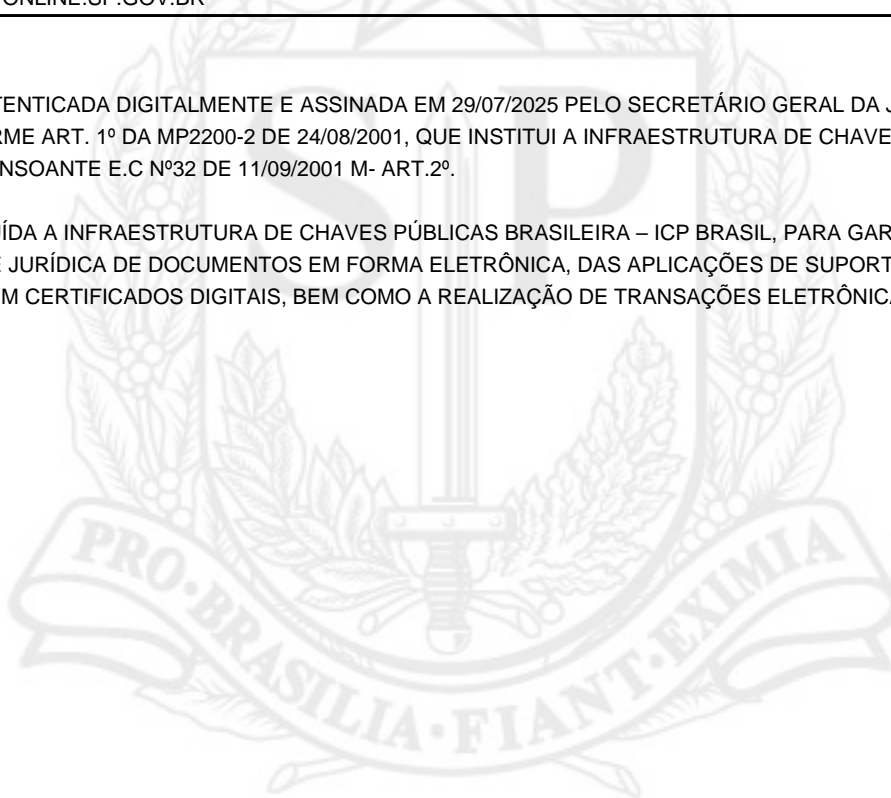 ONLINE.SP.GOV.BR
TENTICADA DIGITALMENTE E ASSINADA EM 29/07/2025 PELO SECRETÁRIO GERAL DA J
RME ART. 1º DA MP2200-2 DE 24/08/2001, QUE INSTITUI A INFRAESTRUTURA DE CHAVE
NSOANTE E.C Nº32 DE 11/09/2001 M- ART.2º.
UÍDA A INFRAESTRUTURA DE CHAVES PÚBLICAS BRASILEIRA – ICP BRASIL, PARA GAR
E JURÍDICA DE DOCUMENTOS EM FORMA ELETRÔNICA, DAS APLICAÇÕES DE SUPORT
M CERTIFICADOS DIGITAIS, BEM COMO A REALIZAÇÃO DE TRANSAÇÕES ELETRÔNICA
SP
PRO·BRASILIA·FIANT·EXIMIA